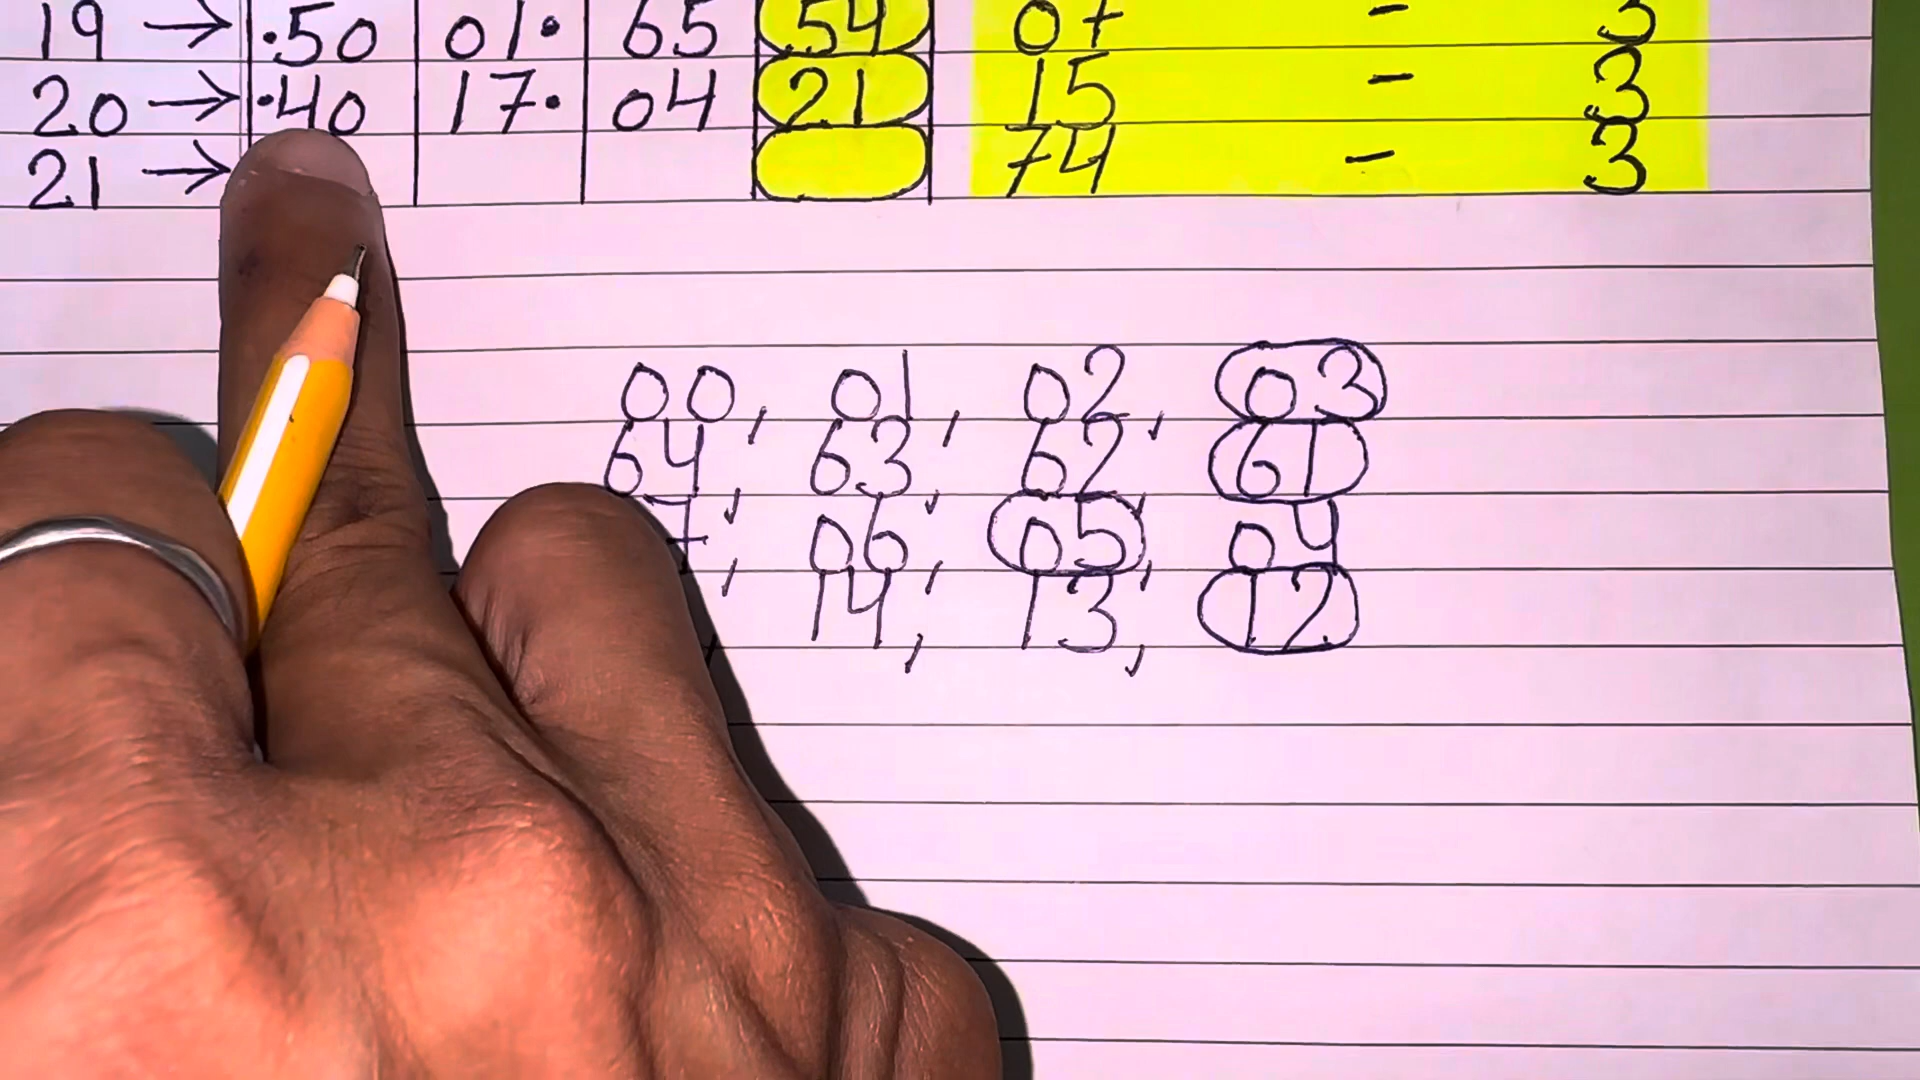 19 → .50 01. 65 54 07 - 3
20 → .40 17. 04 21 15 - 3
21 → 74 - 3
00, 01, 02, 03
64, 63, 62, 61
7, 06, 05, 04
14, 13, 12